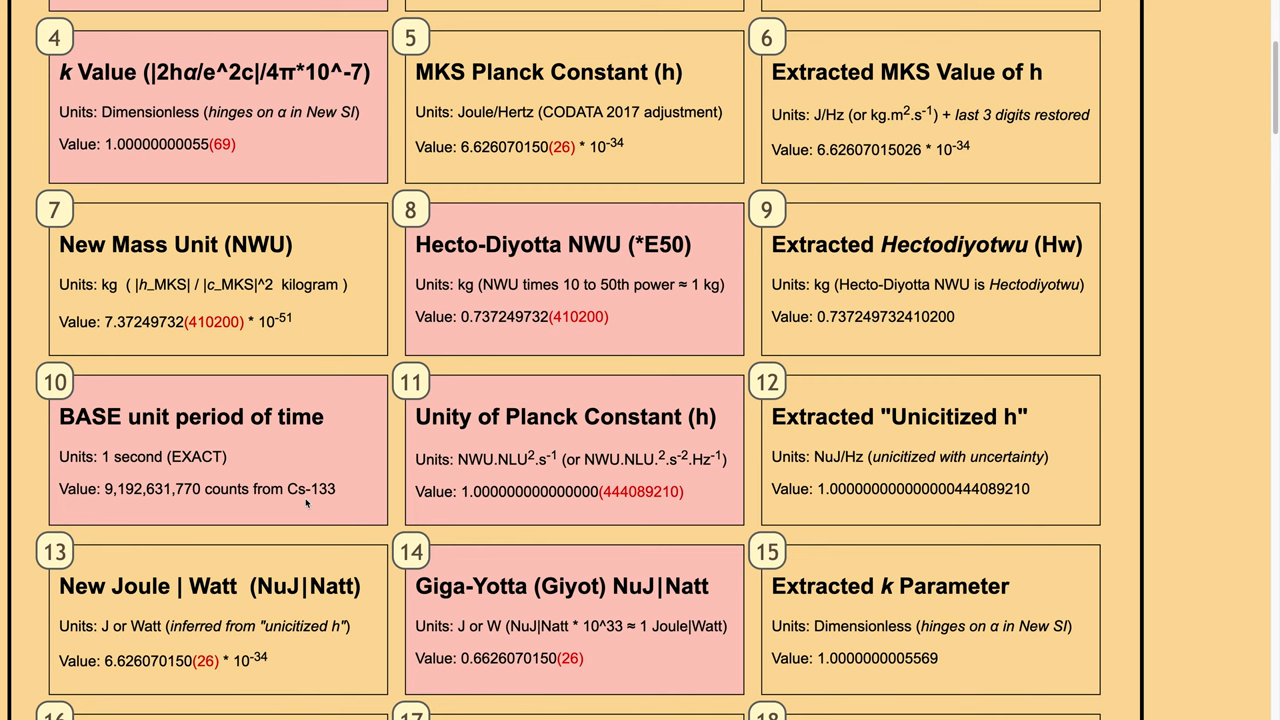 4
k Value (|2hα/e^2c|/4π*10^-7)
Units: Dimensionless (hinges on α in New SI)
Value: 1.00000000055(69)
5
MKS Planck Constant (h)
Units: Joule/Hertz (CODATA 2017 adjustment)
Value: 6.626070150(26) * 10-34
6
Extracted MKS Value of h
Units: J/Hz (or kg.m2.s-1) + last 3 digits restored
Value: 6.62607015026 * 10-34
7
New Mass Unit (NWU)
Units: kg ( |h_MKS| / |c_MKS|^2 kilogram )
Value: 7.37249732(410200) * 10-51
8
Hecto-Diyotta NWU (*E50)
Units: kg (NWU times 10 to 50th power ≈ 1 kg)
Value: 0.737249732(410200)
9
Extracted Hectodiyotwu (Hw)
Units: kg (Hecto-Diyotta NWU is Hectodiyotwu)
Value: 0.737249732410200
10
BASE unit period of time
Units: 1 second (EXACT)
Value: 9,192,631,770 counts from Cs-133
11
Unity of Planck Constant (h)
Units: NWU.NLU2.s-1 (or NWU.NLU.2.s-2.Hz-1)
Value: 1.000000000000000(444089210)
12
Extracted "Unicitized h"
Units: NuJ/Hz (unicitized with uncertainty)
Value: 1.000000000000000444089210
13
New Joule | Watt (NuJ|Natt)
Units: J or Watt (inferred from "unicitized h")
Value: 6.626070150(26) * 10-34
14
Giga-Yotta (Giyot) NuJ|Natt
Units: J or W (NuJ|Natt * 10^33 ≈ 1 Joule|Watt)
Value: 0.6626070150(26)
15
Extracted k Parameter
Units: Dimensionless (hinges on α in New SI)
Value: 1.0000000005569
16
17
18